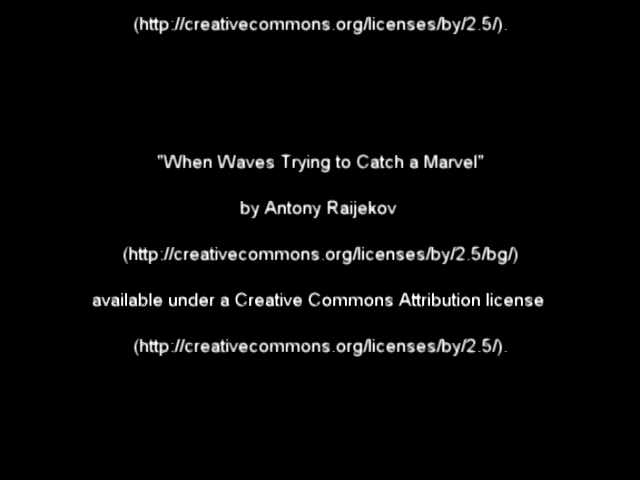 (http://creativecommons.org/licenses/by/2.5/).
"When Waves Trying to Catch a Marvel"
by Antony Raijekov
(http://creativecommons.org/licenses/by/2.5/bg/)
available under a Creative Commons Attribution license
(http://creativecommons.org/licenses/by/2.5/).